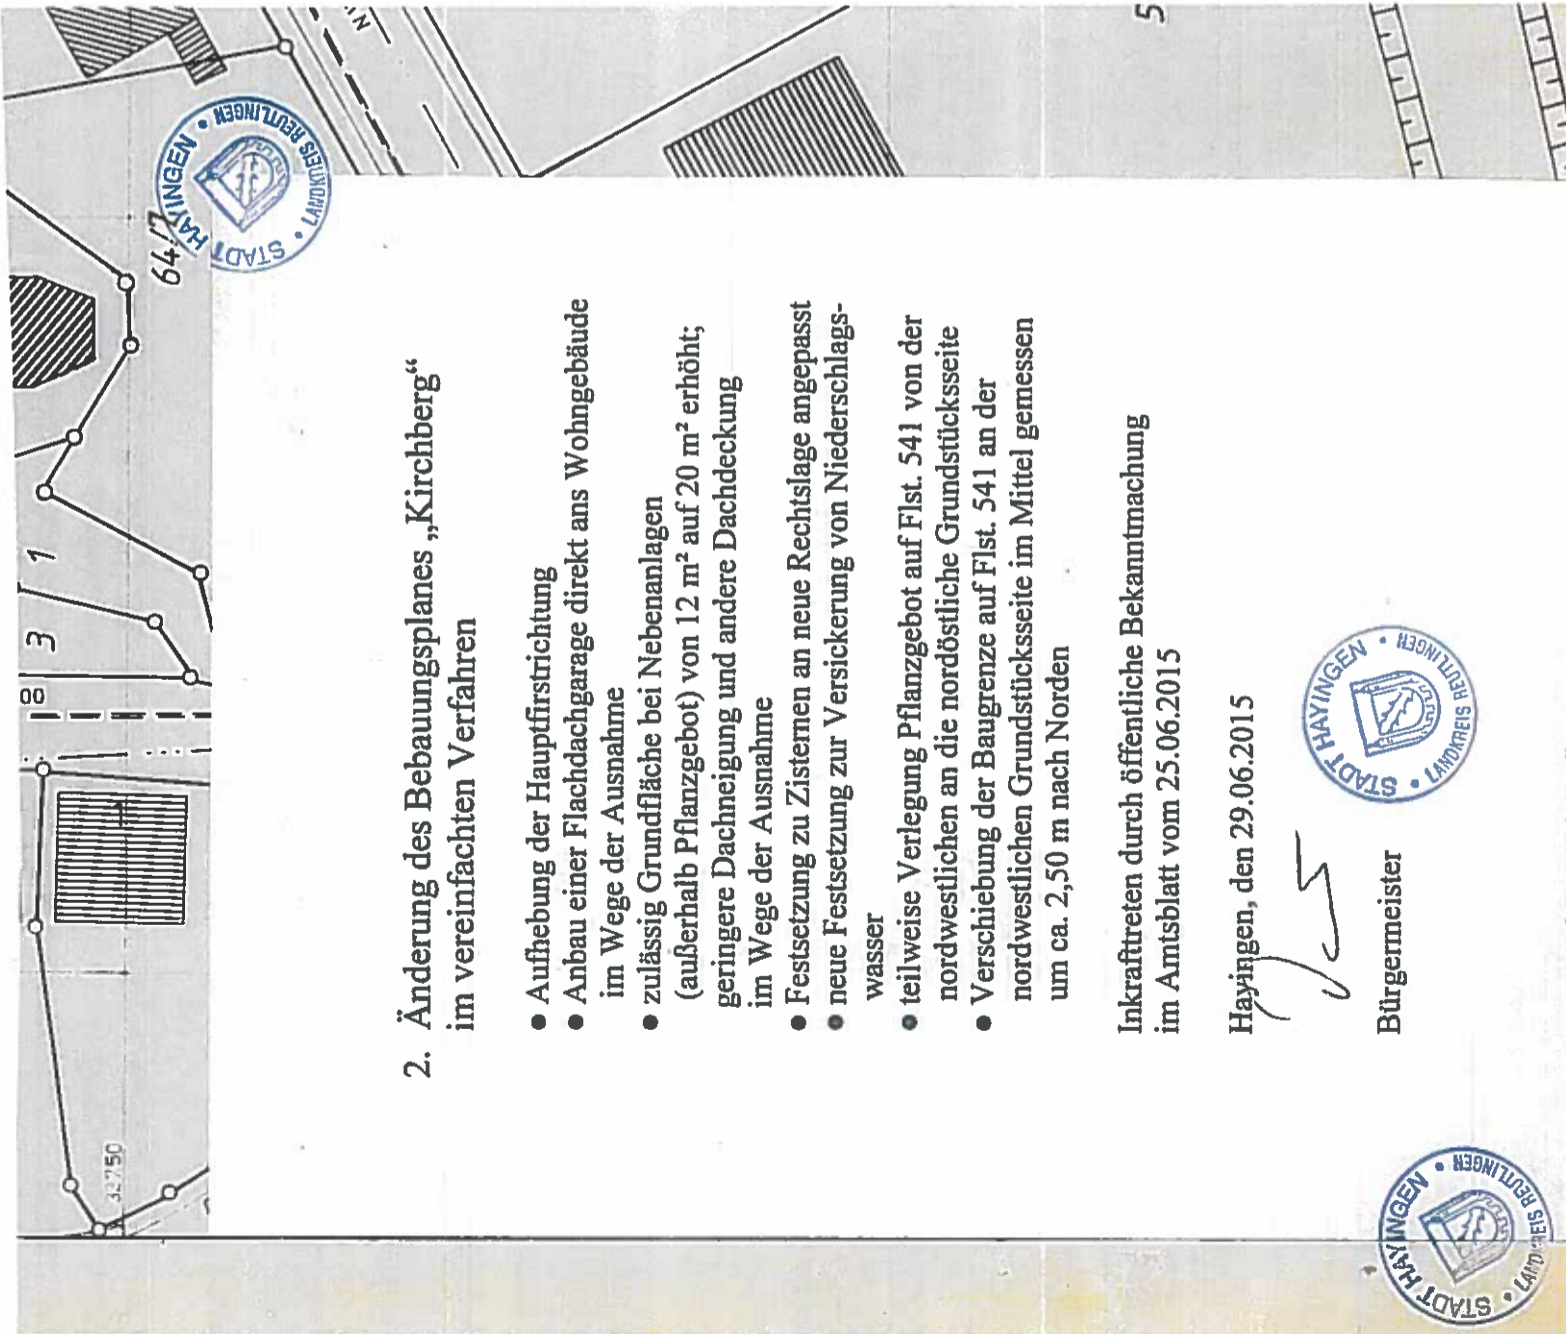 2. Änderung des Bebauungsplanes „Kirchberg“
im vereinfachten Verfahren
● Aufhebung der Hauptfirstrichtung
● Anbau einer Flachdachgarage direkt ans Wohngebäude
im Wege der Ausnahme
● zulässig Grundfläche bei Nebenanlagen
(außerhalb Pflanzgebot) von 12 m² auf 20 m² erhöht;
geringere Dachneigung und andere Dachdeckung
im Wege der Ausnahme
● Festsetzung zu Zisternen an neue Rechtslage angepasst
● neue Festsetzung zur Versickerung von Niederschlags-
wasser
● teilweise Verlegung Pflanzgebot auf Flst. 541 von der
nordwestlichen an die nordöstliche Grundstücksseite
● Verschiebung der Baugrenze auf Flst. 541 an der
nordwestlichen Grundstücksseite im Mittel gemessen
um ca. 2,50 m nach Norden
Inkrafttreten durch öffentliche Bekanntmachung
im Amtsblatt vom 25.06.2015
Hayingen, den 29.06.2015
Bürgermeister
STADT HAYINGEN • LANDKREIS REUTLINGEN •
STADT HAYINGEN • LANDKREIS REUTLINGEN •
STADT HAYINGEN • LANDKREIS REUTLINGEN •
64/7
1
3
00
32750
5